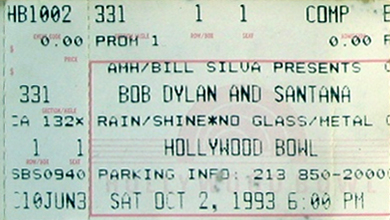 HB1002 331 1 1 COMP
0.00 PROM 1 0.00
AMH/BILL SILVA PRESENTS
331 BOB DYLAN AND SANTANA
CA 132× RAIN/SHINE*NO GLASS/METAL
1 1 HOLLYWOOD BOWL
SBS0940 PARKING INFO: 213 850-2000
C10JUN3 SAT OCT 2, 1993 6:00 PM